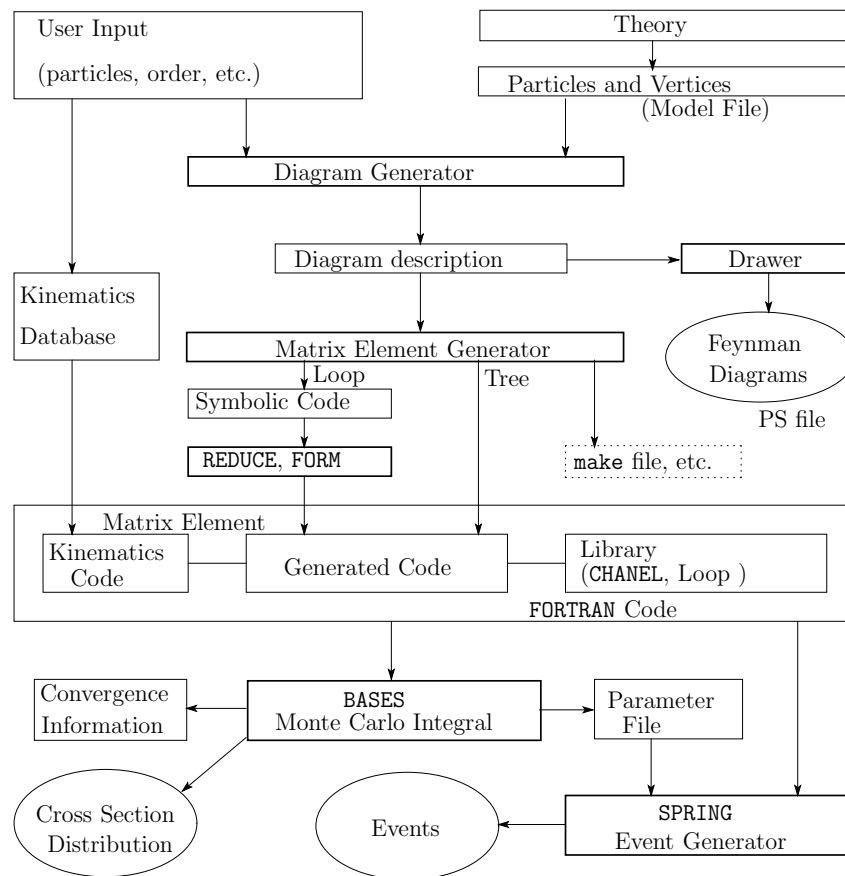 User Input
(particles, order, etc.)
Theory
Particles and Vertices
(Model File)
Diagram Generator
Diagram description
Drawer
Kinematics
Database
Matrix Element Generator
Feynman
Diagrams
PS file
Loop
Tree
Symbolic Code
REDUCE, FORM
make file, etc.
Matrix Element
Kinematics
Code
Generated Code
Library
(CHANEL, Loop )
FORTRAN Code
Convergence
Information
BASES
Monte Carlo Integral
Parameter
File
Cross Section
Distribution
Events
SPRING
Event Generator